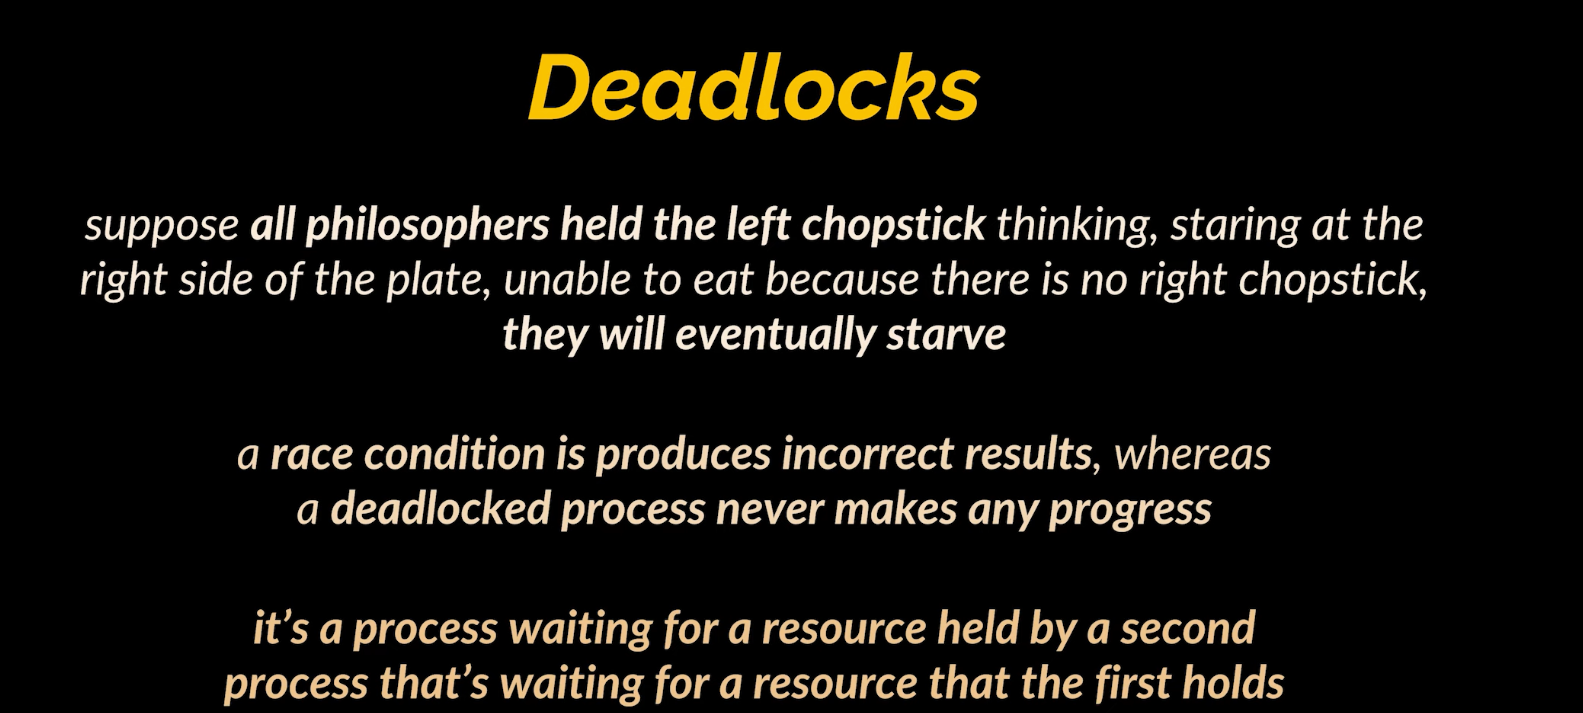 Deadlocks
suppose all philosophers held the left chopstick thinking, staring at the
right side of the plate, unable to eat because there is no right chopstick,
they will eventually starve
a race condition is produces incorrect results, whereas
a deadlocked process never makes any progress
it’s a process waiting for a resource held by a second
process that’s waiting for a resource that the first holds